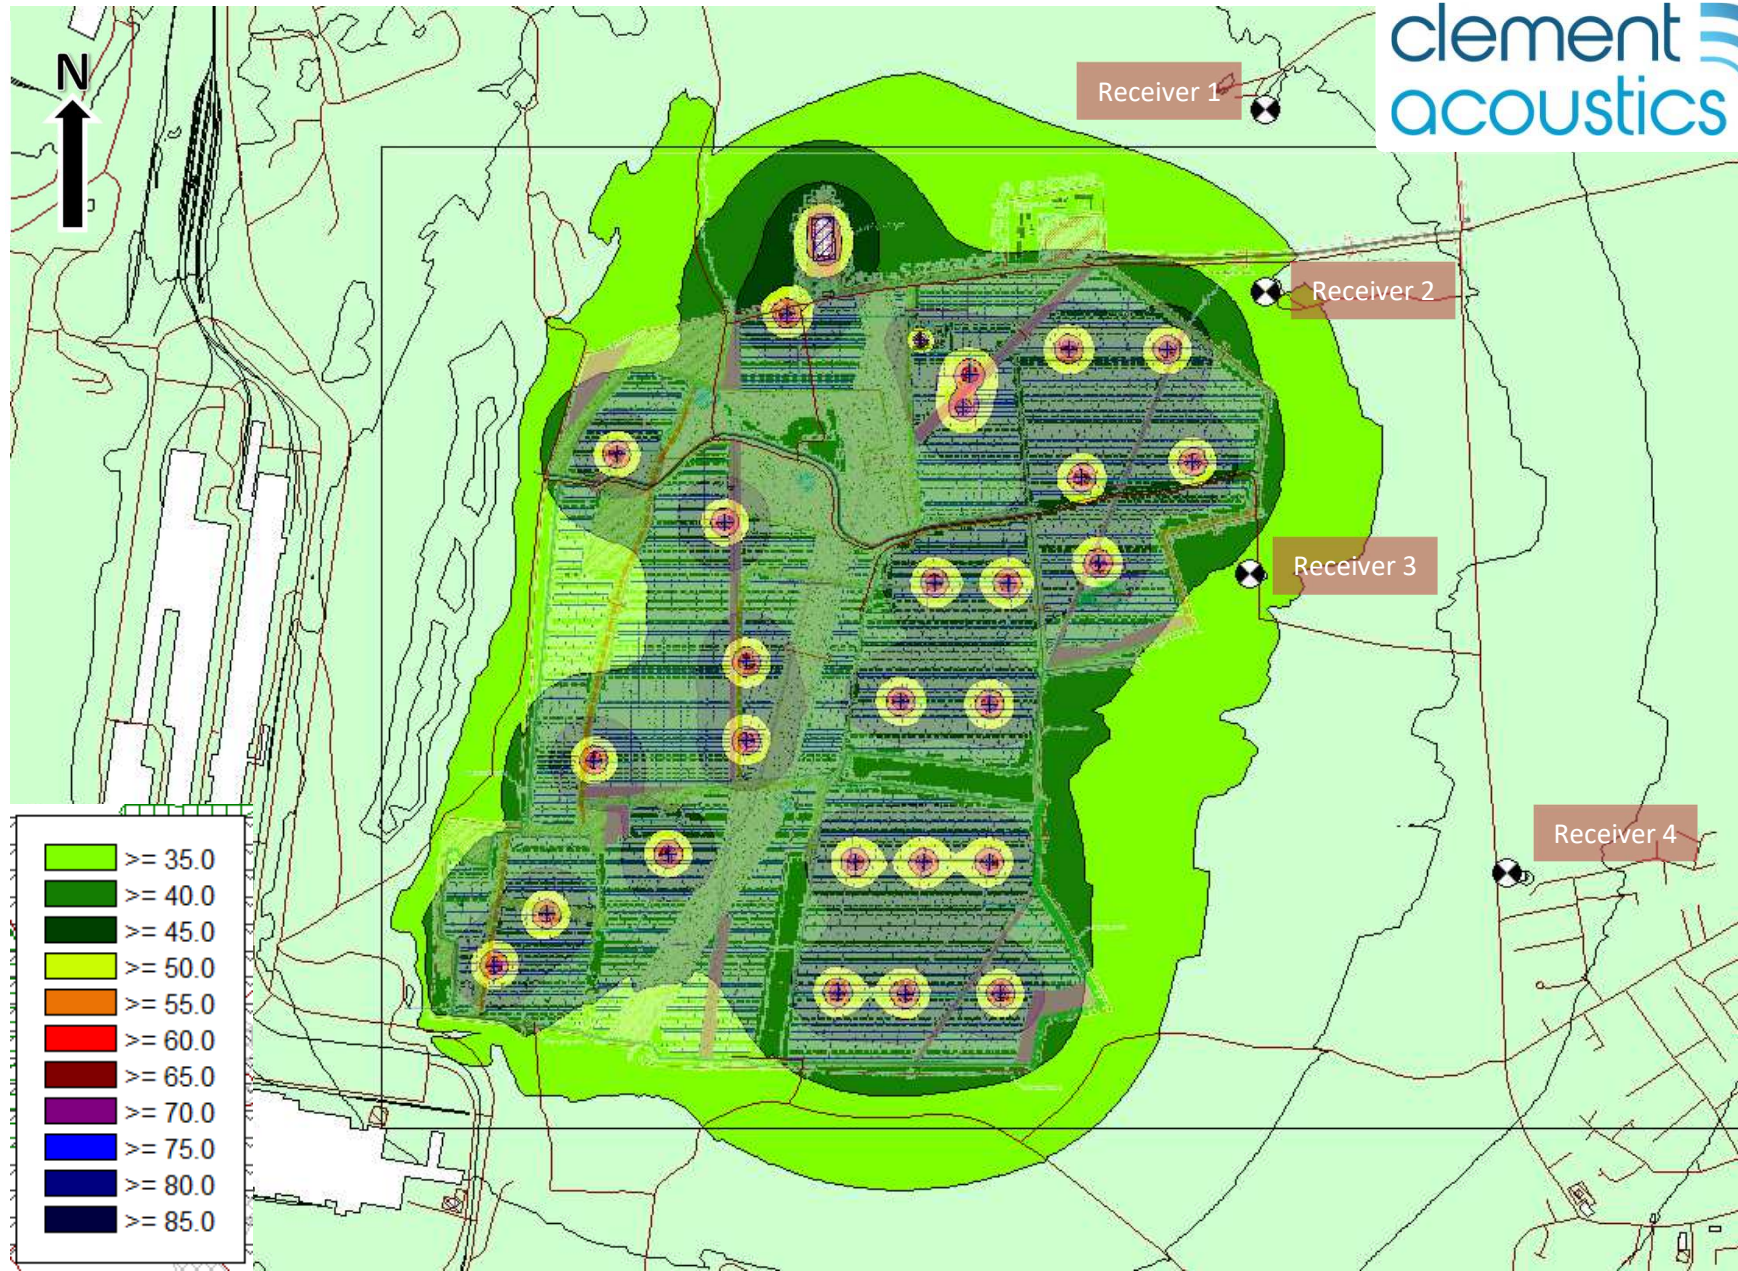 clement
acoustics
N
Receiver 1
Receiver 2
Receiver 3
Receiver 4
>= 35.0
>= 40.0
>= 45.0
>= 50.0
>= 55.0
>= 60.0
>= 65.0
>= 70.0
>= 75.0
>= 80.0
>= 85.0